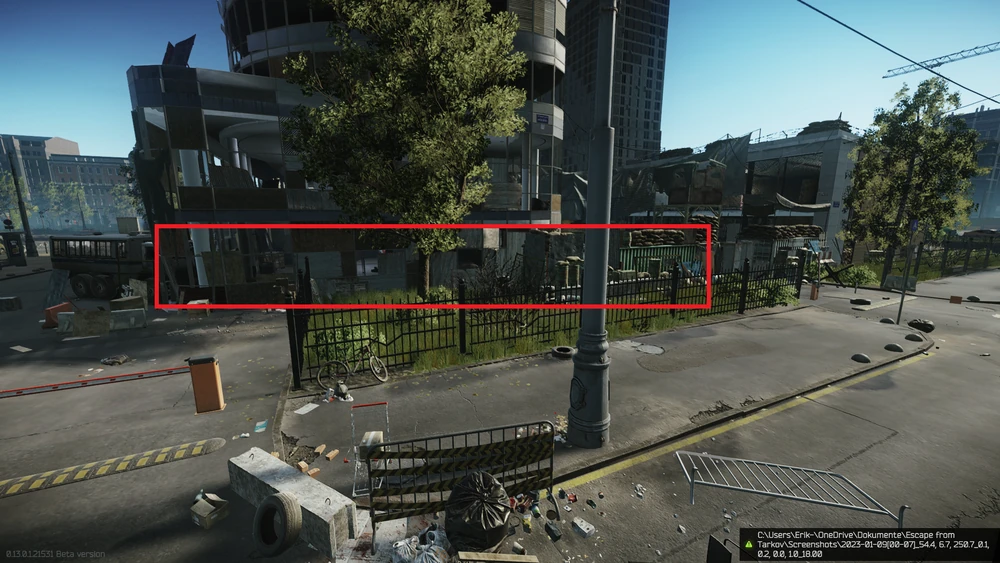 0.13.0.1.21531 Beta version
C:\Users\Erik-\OneDrive\Dokumente\Escape from
Tarkov\Screenshots\2023-01-09[00-07]_54.4, 6.7, 250.7_0.1,
0.2, 0.0, 1.0_18.00